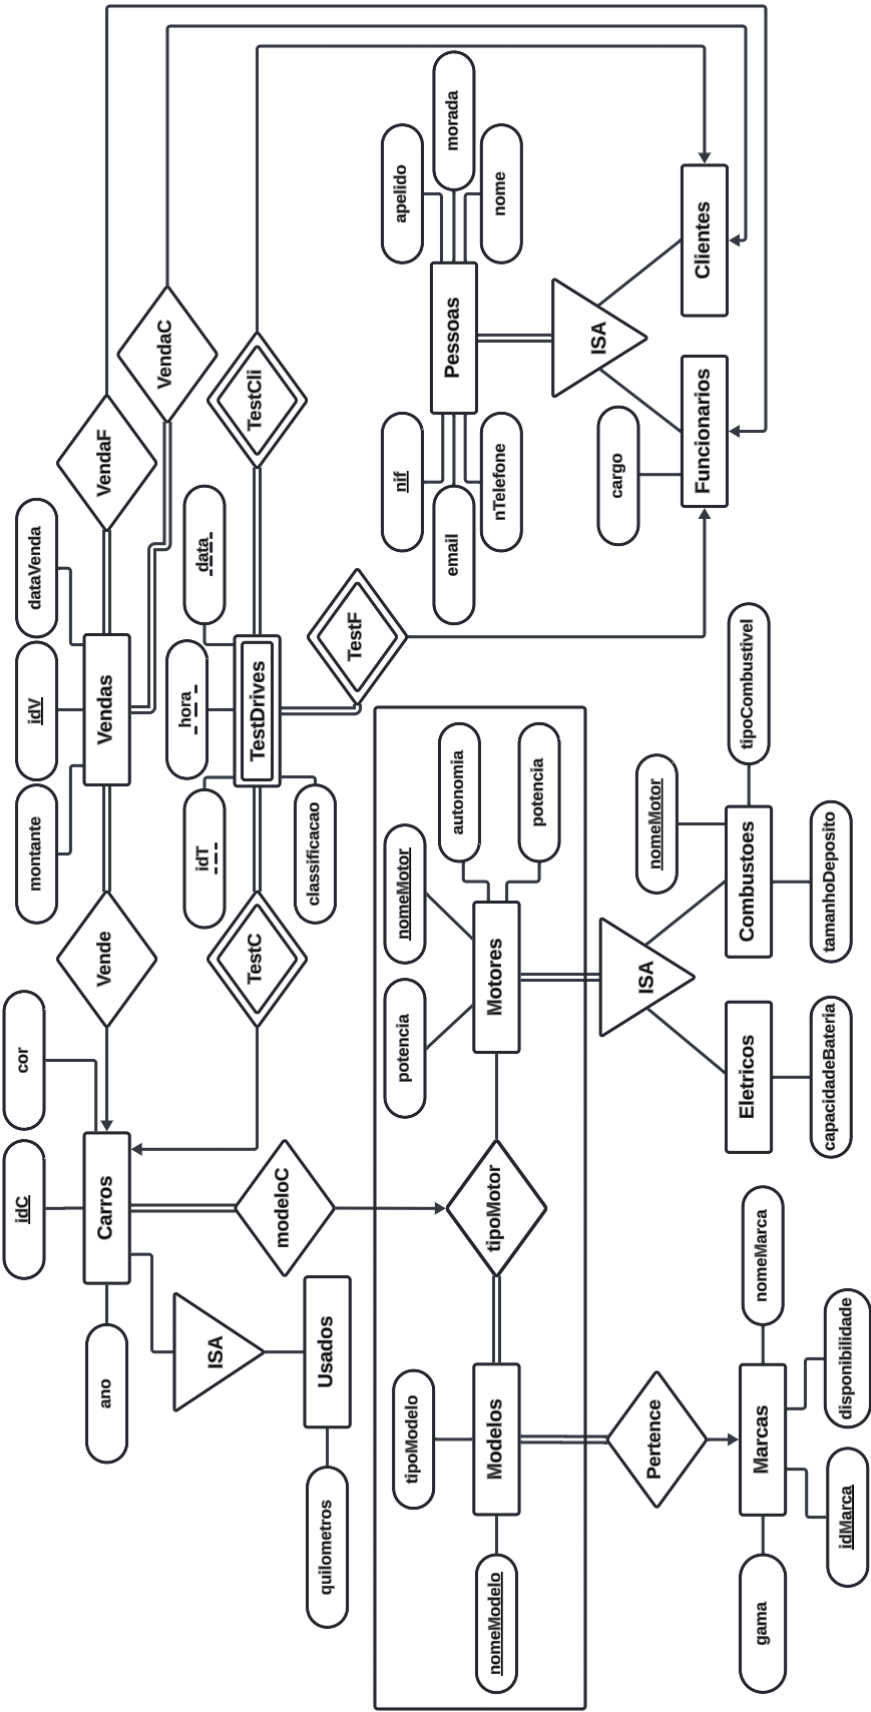 montante
idV
dataVenda
cor
idC
ano
Carros
Vende
Vendas
VendaF
VendaC
idT
hora
data
classificacao
TestDrives
TestC
TestCli
TestF
ISA
Usados
quilometros
modeloC
apelido
morada
nome
Pessoas
nif
email
nTelefone
ISA
cargo
Funcionarios
Clientes
tipoModelo
Modelos
nomeModelo
tipoMotor
potencia
nomeMotor
autonomia
potencia
Motores
ISA
Eletricos
capacidadeBateria
Combustoes
nomeMotor
tipoCombustivel
tamanhoDeposito
Pertence
Marcas
nomeMarca
disponibilidade
idMarca
gama